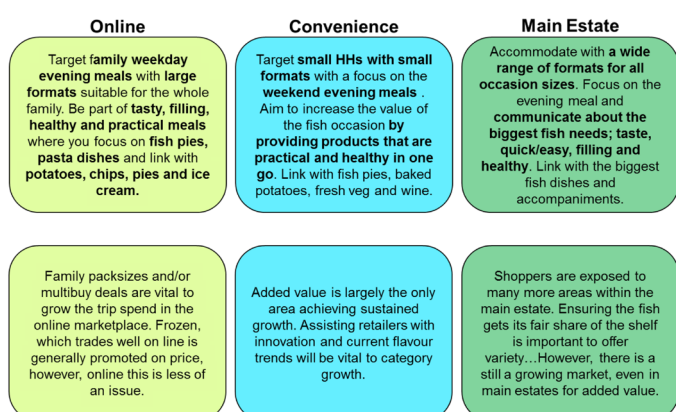 Online
Target family weekday
evening meals with large
formats suitable for the whole
family. Be part of tasty, filling,
healthy and practical meals
where you focus on fish pies,
pasta dishes and link with
potatoes, chips, pies and ice
cream.
Convenience
Target small HHs with small
formats with a focus on the
weekend evening meals .
Aim to increase the value of
the fish occasion by
providing products that are
practical and healthy in one
go. Link with fish pies, baked
potatoes, fresh veg and wine.
Main Estate
Accommodate with a wide
range of formats for all
occasion sizes. Focus on the
evening meal and
communicate about the
biggest fish needs; taste,
quick/easy, filling and
healthy. Link with the biggest
fish dishes and
accompaniments.
Family packsizes and/or
multibuy deals are vital to
grow the trip spend in the
online marketplace. Frozen,
which trades well on line is
generally promoted on price,
however, online this is less of
an issue.
Added value is largely the only
area achieving sustained
growth. Assisting retailers with
innovation and current flavour
trends will be vital to category
growth.
Shoppers are exposed to
many more areas within the
main estate. Ensuring the fish
gets its fair share of the shelf
is important to offer
variety…However, there is a
still a growing market, even in
main estates for added value.